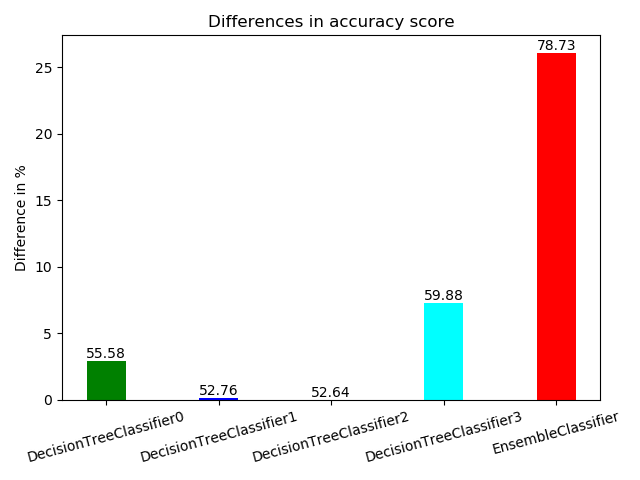 Differences in accuracy score
Difference in %
25
20
15
10
5
0
55.58
52.76
52.64
59.88
78.73
DecisionTreeClassifier0
DecisionTreeClassifier1
DecisionTreeClassifier2
DecisionTreeClassifier3
EnsembleClassifier